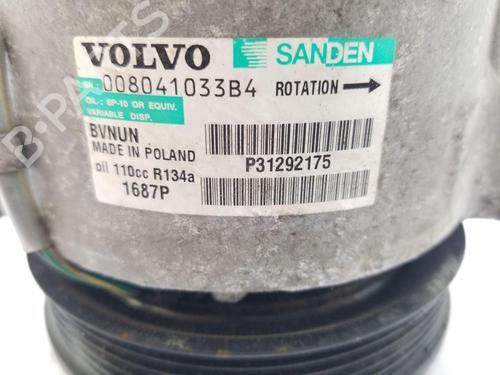 VOLVO SANDEN
SN: 008041033B4 ROTATION →
OIL: SP-10 OR EQUIV.
VARIABLE DISP.
BVNUN
MADE IN POLAND
oil 110cc R134a
1687P
P31292175
B-PARTS